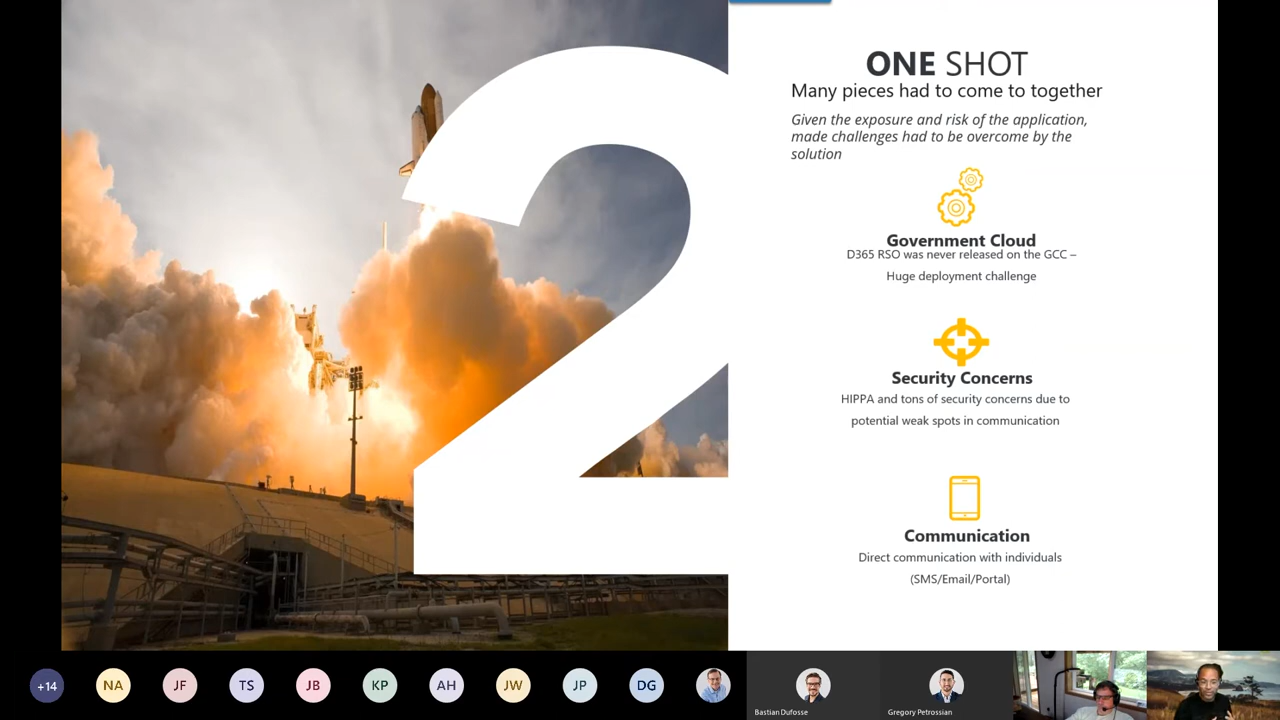 2
ONE SHOT
Many pieces had to come to together
Given the exposure and risk of the application,
made challenges had to be overcome by the
solution
Government Cloud
D365 RSO was never released on the GCC –
Huge deployment challenge
Security Concerns
HIPPA and tons of security concerns due to
potential weak spots in communication
Communication
Direct communication with individuals
(SMS/Email/Portal)
+14
NA
JF
TS
JB
KP
AH
JW
JP
DG
Bastian Dufosse
Gregory Petrossian